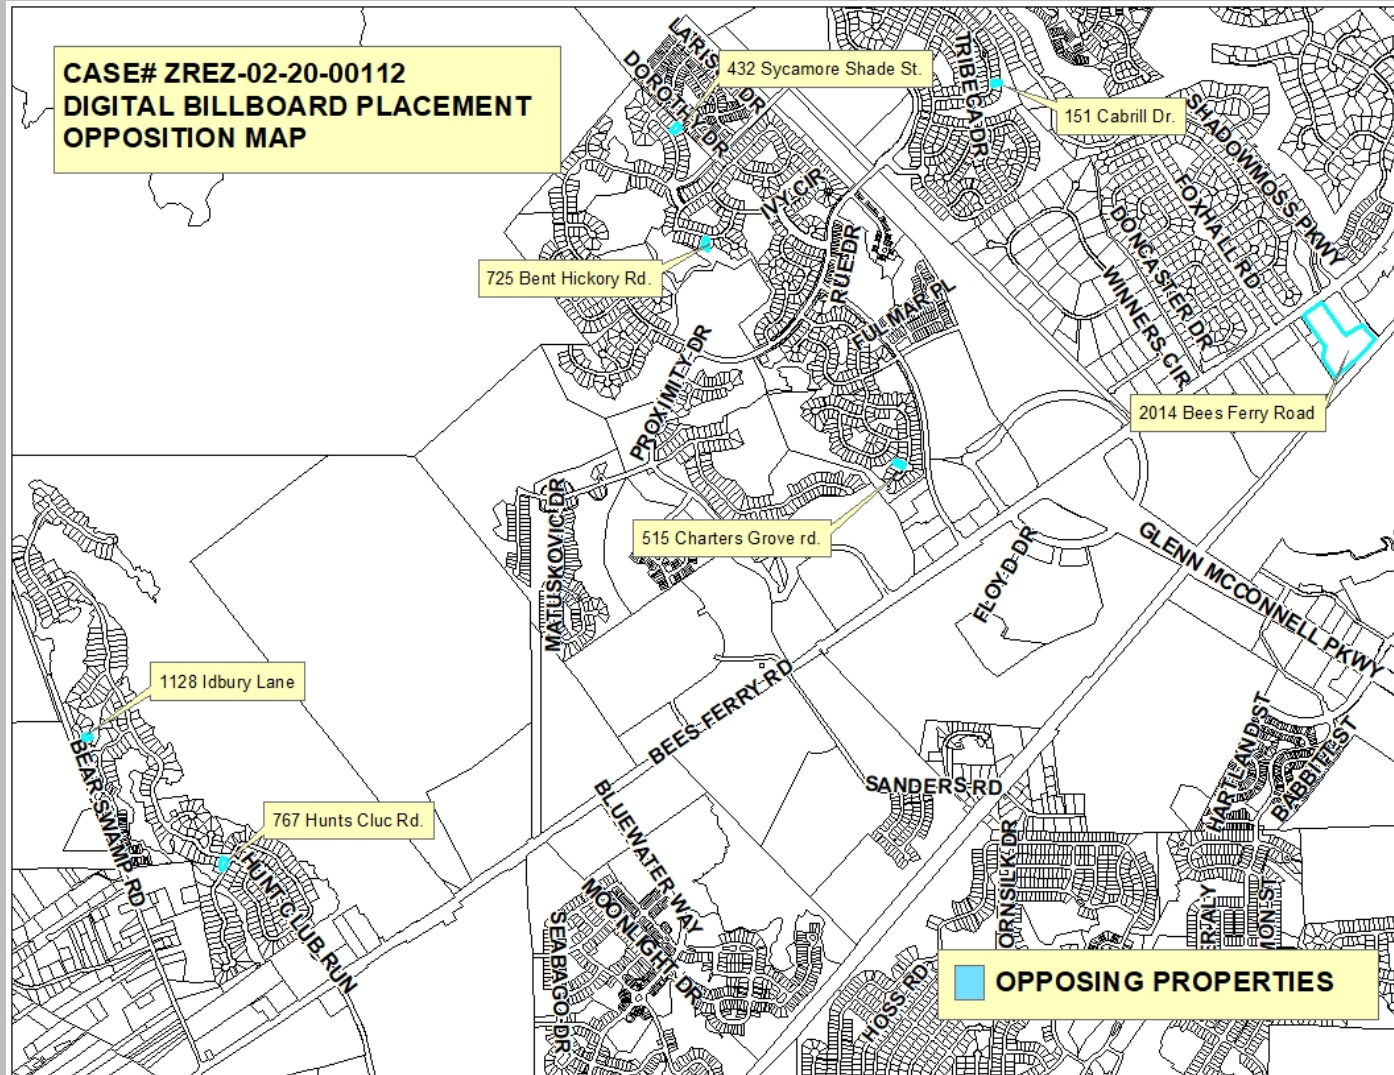 CASE# ZREZ-02-20-00112
DIGITAL BILLBOARD PLACEMENT
OPPOSITION MAP
DOROTHY DR
432 Sycamore Shade St.
TRIBECA DR
151 Cabrill Dr.
SHADOWMOSS PKWY
FOXHALL RD
DONCASTER DR
WINNERS CIR
IVY CIR
RUE DR
725 Bent Hickory Rd.
FULMAR PL
PROXIMITY DR
2014 Bees Ferry Road
MATUSKOVIC DR
515 Charters Grove rd.
FLOYD DR
GLENN MCCONNELL PKWY
1128 Idbury Lane
BEAR SWAMP RD
BEES FERRY RD
SANDERS RD
HARTLAND ST
BABBITT ST
767 Hunts Cluc Rd.
HUNT CLUB RUN
BLUEWATER WAY
MOONLIGHT DR
SEABAGO DR
HOSS RD
ORNSILK DR
OPPOSING PROPERTIES